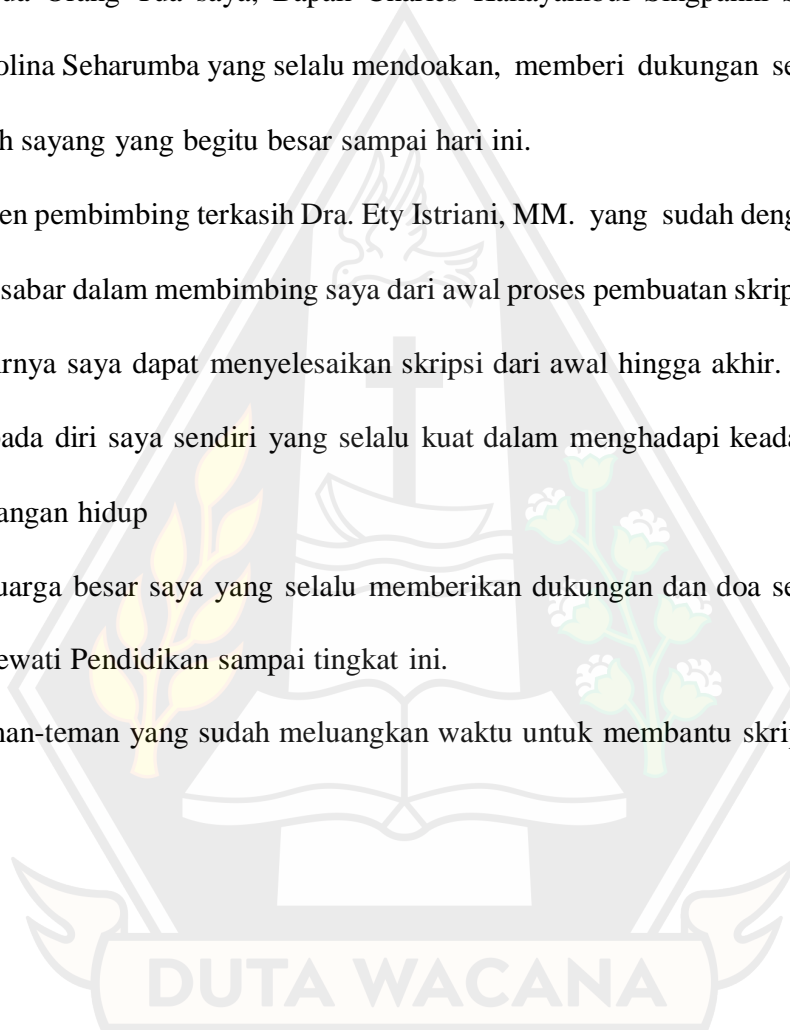 olina Seharumba yang selalu mendoakan, memberi dukungan se
h sayang yang begitu besar sampai hari ini.
en pembimbing terkasih Dra. Ety Istriani, MM. yang sudah deng
sabar dalam membimbing saya dari awal proses pembuatan skrip
rnya saya dapat menyelesaikan skripsi dari awal hingga akhir.
ada diri saya sendiri yang selalu kuat dalam menghadapi keada
angan hidup
uarga besar saya yang selalu memberikan dukungan dan doa se
ewati Pendidikan sampai tingkat ini.
nan-teman yang sudah meluangkan waktu untuk membantu skrip
DUTA WACANA